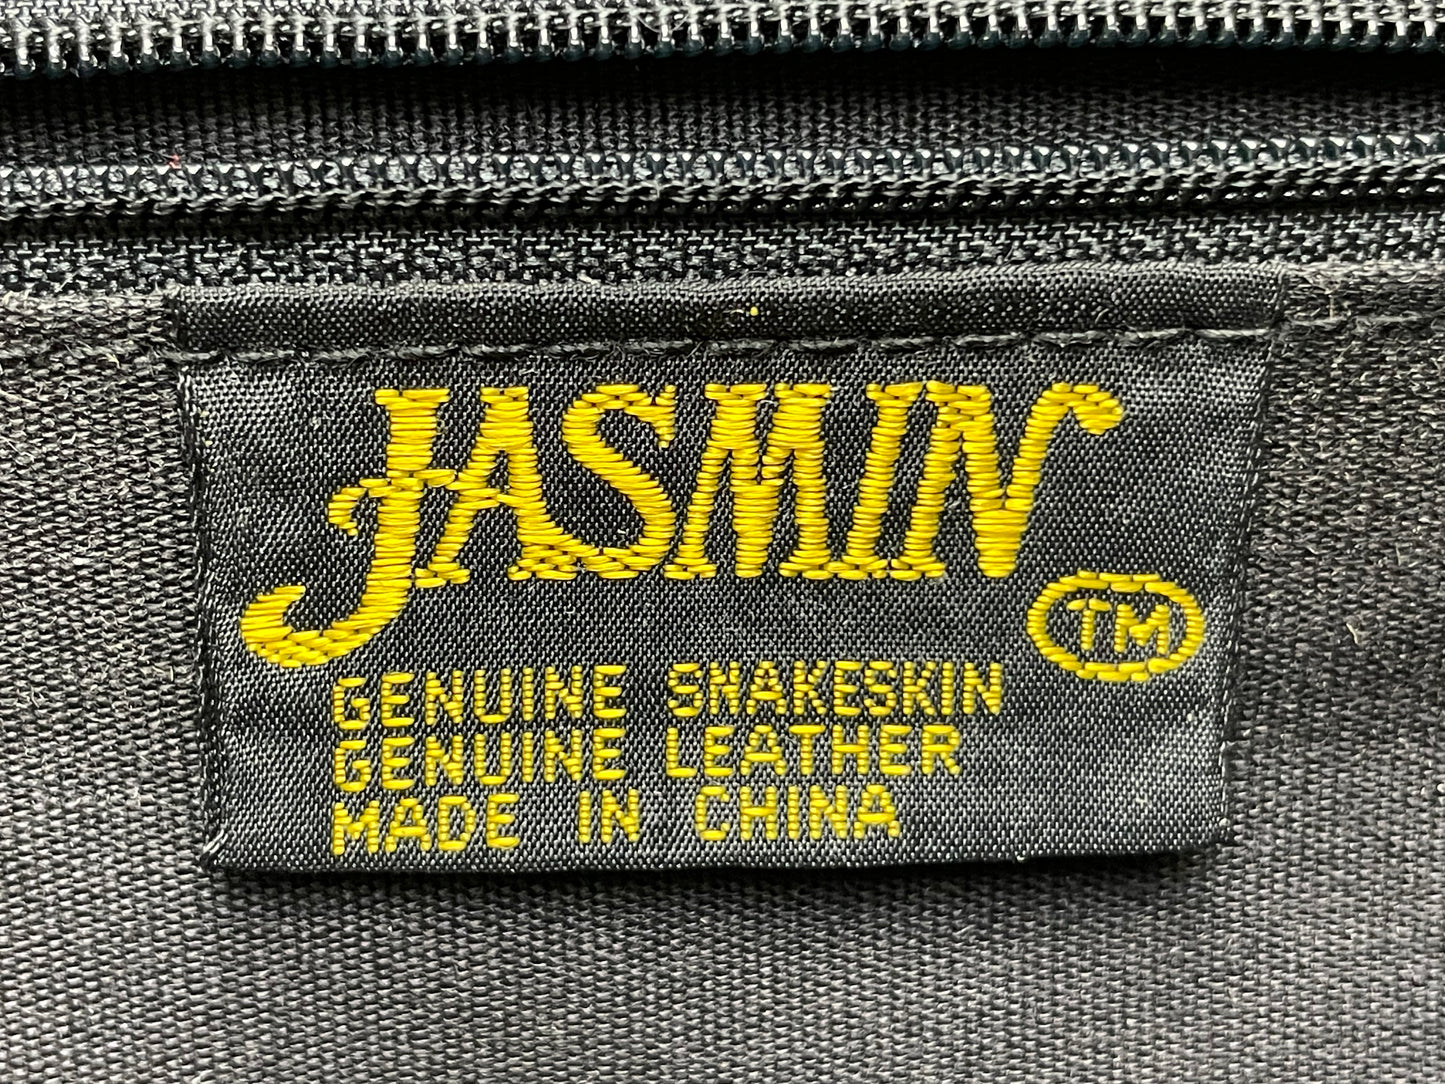 JASMIN
TM
GENUINE SNAKESKIN
GENUINE LEATHER
MADE IN CHINA